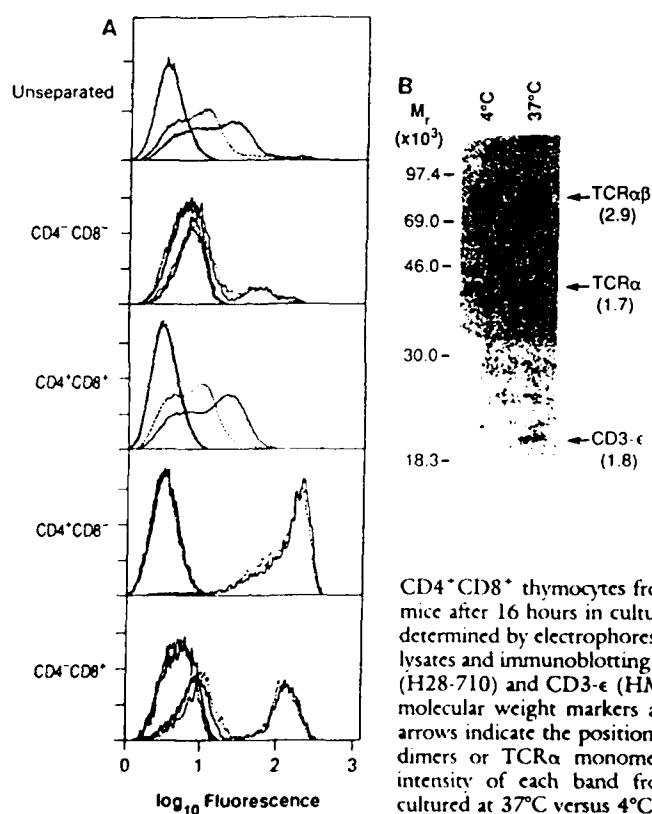 A
Unseparated
CD4⁻CD8⁻
CD4⁺CD8⁺
CD4⁺CD8⁻
CD4⁻CD8⁺
0 1 2 3
log₁₀ Fluorescence
B
Mᵣ
(x10³)
4°C
37°C
97.4
69.0
46.0
30.0
18.3
TCRαβ
(2.9)
TCRα
(1.7)
CD3-ε
(1.8)
CD4⁺CD8⁺ thymocytes fro
mice after 16 hours in cultur
determined by electrophores
lysates and immunoblotting
(H28-710) and CD3-ε (HM
molecular weight markers a
arrows indicate the position
dimers or TCRα monome
intensity of each band fro
cultured at 37°C versus 4°C